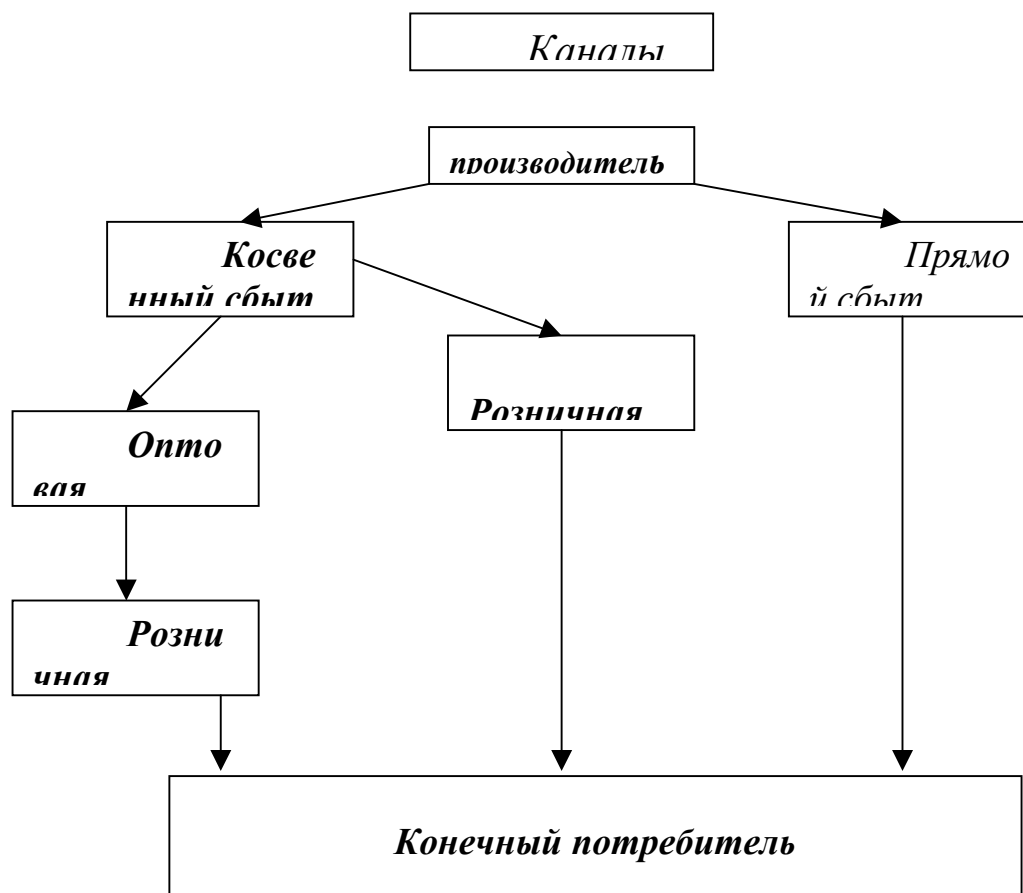 Каналы
производитель
Косве
нный сбыт
Прямо
й сбыт
Розничная
Опто
вая
Розни
чная
Конечный потребитель